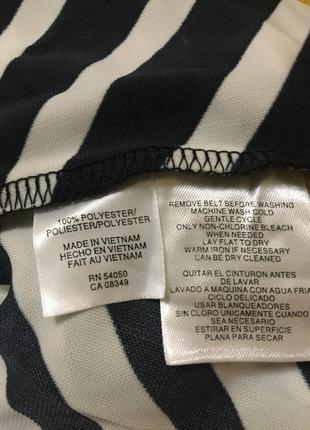 100% POLYESTER/
POLIESTER/POLYESTER
MADE IN VIETNAM
HECHO EN VIETNAM
FAIT AU VIETNAM
RN 54050
CA 08349
REMOVE BELT BEFORE WASHING
MACHINE WASH COLD
GENTLE CYCLE
ONLY NON-CHLORINE BLEACH
WHEN NEEDED
LAY FLAT TO DRY
WARM IRON IF NECESSARY
CAN BE DRY CLEANED
QUITAR EL CINTURON ANTES
DE LAVAR
LAVADO A MAQUINA CON AGUA FRIA
CICLO DELICADO
USAR BLANQUEADORES
SIN CLORO UNICAMENTE CUANDO
SEA NECESARIO
ESTIRAR EN SUPERFICIE
PLANA PARA SECAR